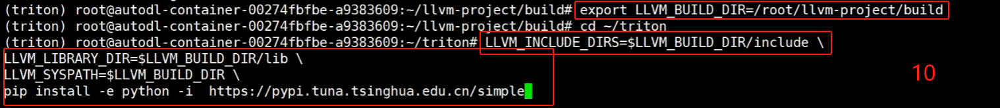 (triton) root@autodl-container-00274fbfbe-a9383609:~/llvm-project/build# export LLVM_BUILD_DIR=/root/llvm-project/build
(triton) root@autodl-container-00274fbfbe-a9383609:~/llvm-project/build# cd ~/triton
(triton) root@autodl-container-00274fbfbe-a9383609:~/triton# LLVM_INCLUDE_DIRS=$LLVM_BUILD_DIR/include \
LLVM_LIBRARY_DIR=$LLVM_BUILD_DIR/lib \
LLVM_SYSPATH=$LLVM_BUILD_DIR \
pip install -e python -i  https://pypi.tuna.tsinghua.edu.cn/simple
10